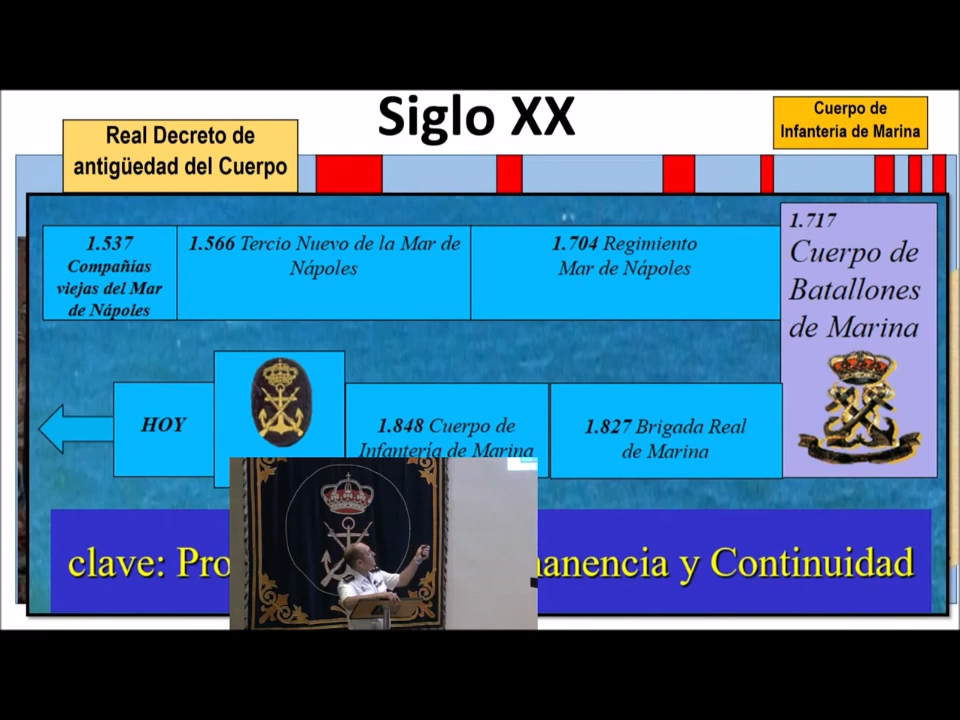 Siglo XX
Real Decreto de
antigüedad del Cuerpo
Cuerpo de
Infantería de Marina
1.537
Compañías
viejas del Mar
de Nápoles
1.566 Tercio Nuevo de la Mar de
Nápoles
1.704 Regimiento
Mar de Nápoles
1.717
Cuerpo de
Batallones
de Marina
HOY
1.848 Cuerpo de
Infantería de Marina
1.827 Brigada Real
de Marina
clave: Pro
manencia y Continuidad